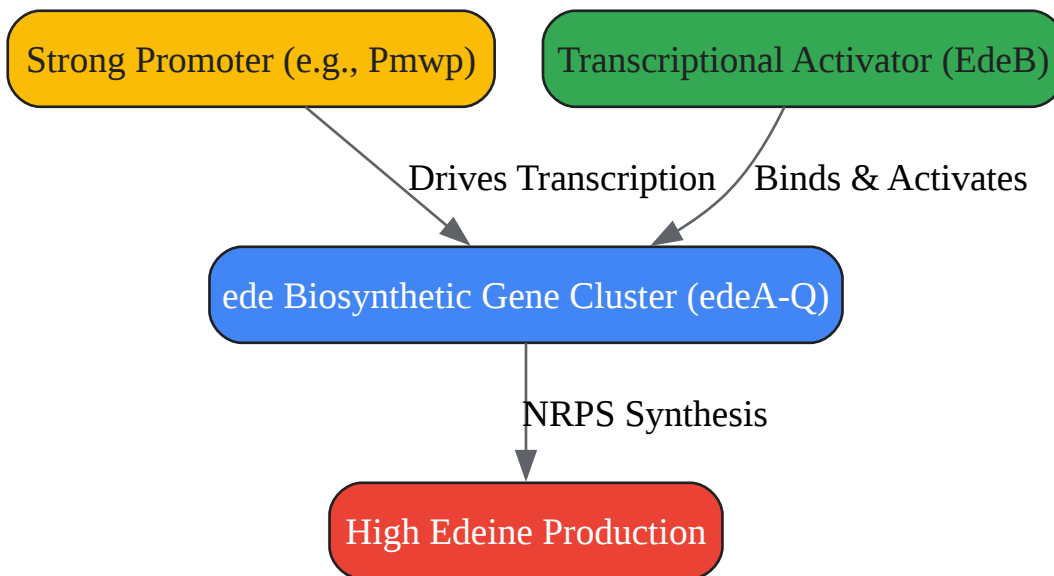 Strong Promoter (e.g., Pmwp)
Transcriptional Activator (EdeB)
Drives Transcription
Binds & Activates
ede Biosynthetic Gene Cluster (edeA-Q)
NRPS Synthesis
High Edeine Production